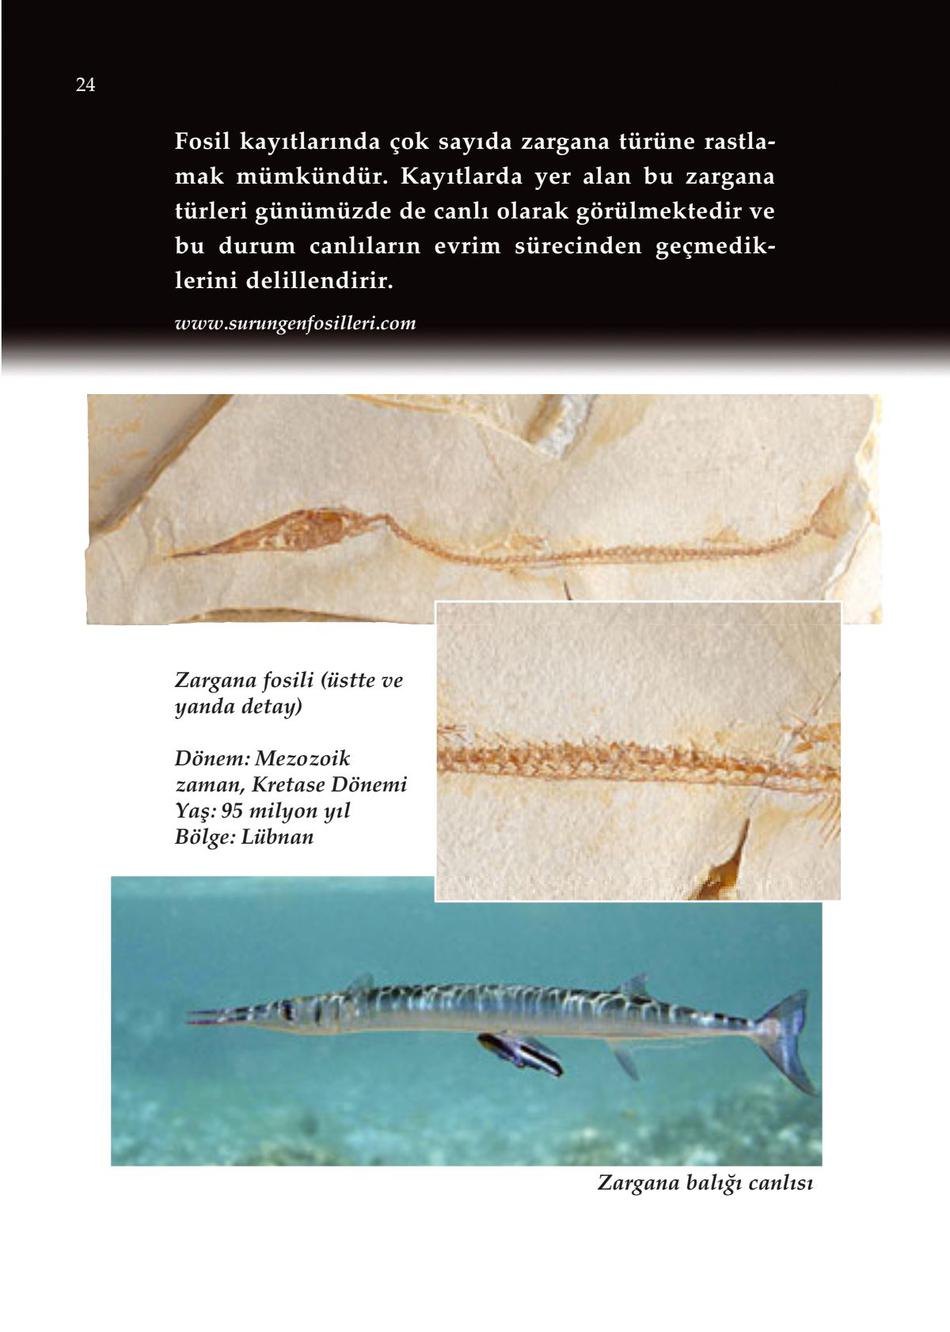 24
Fosil kayıtlarında çok sayıda zargana türüne rastla-
mak mümkündür. Kayıtlarda yer alan bu zargana
türleri günümüzde de canlı olarak görülmektedir ve
bu durum canlıların evrim sürecinden geçmedik-
lerini delillendirir.
www.surungenfosilleri.com
Zargana fosili (üstte ve
yanda detay)
Dönem: Mezozoik
zaman, Kretase Dönemi
Yaş: 95 milyon yıl
Bölge: Lübnan
Zargana balığı canlısı